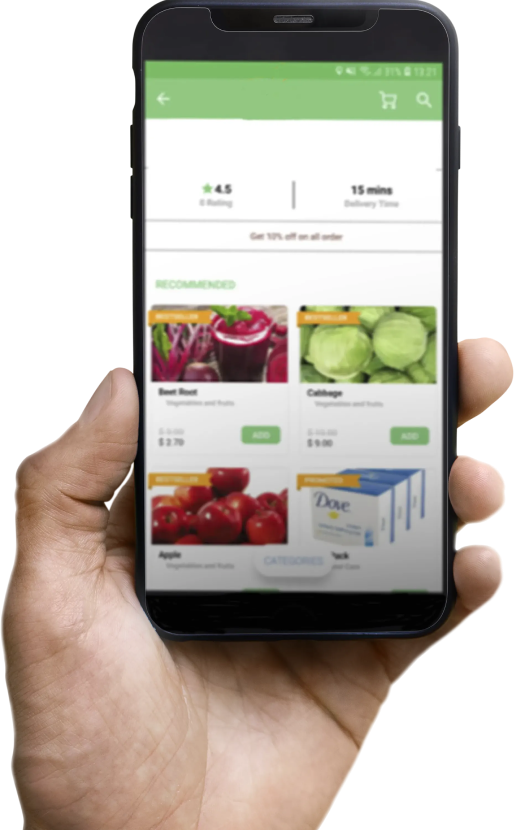 31% 13:21
4.5
0 Rating
15 mins
Delivery Time
Get 10% off on all order
RECOMMENDED
BESTSELLER
BESTSELLER
Beet Root
Vegetables and fruits
Cabbage
Vegetables and fruits
$ 3.00
$ 2.70
ADD
$ 10.00
$ 9.00
ADD
BESTSELLER
PROMOTED
Dove
Apple
Vegetables and fruits
CATEGORIES
Pack
Care